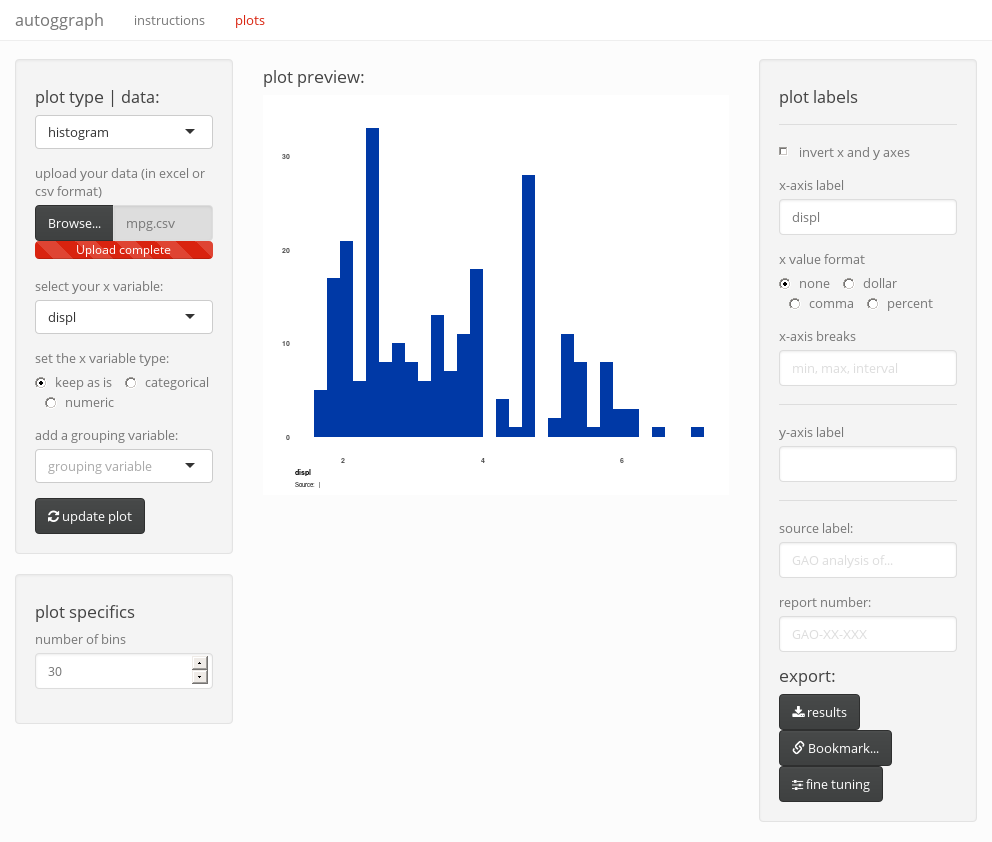 autoggraph instructions plots
plot type | data:
histogram
upload your data (in excel or
csv format)
Browse... mpg.csv
Upload complete
select your x variable:
displ
set the x variable type:
keep as is categorical
numeric
add a grouping variable:
grouping variable
update plot
plot specifics
number of bins
30
plot preview:
30
20
10
0
2 4 6
displ
Source: |
plot labels
invert x and y axes
x-axis label
displ
x value format
none dollar
comma percent
x-axis breaks
min, max, interval
y-axis label
source label:
GAO analysis of...
report number:
GAO-XX-XXX
export:
results
Bookmark...
fine tuning